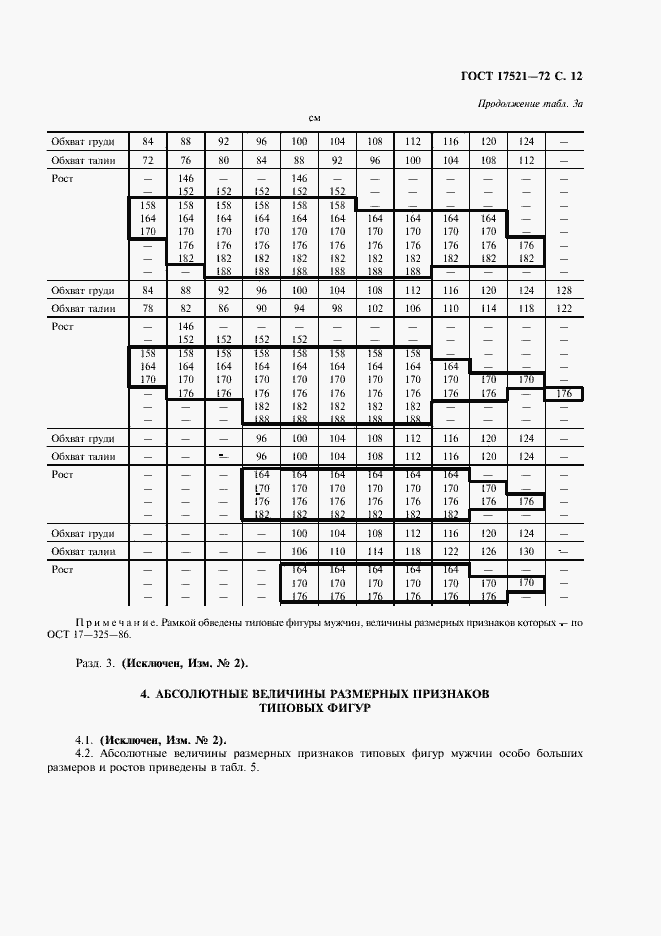 ГОСТ 17521—72 С. 12
Продолжение табл. 3а
см
Обхват груди 84 88 92 96 100 104 108 112 116 120 124 —
Обхват талии 72 76 80 84 88 92 96 100 104 108 112 —
Рост — 146 — — 146 — — — — — — —
— 152 152 152 152 152 — — — — — —
158 158 158 158 158 158 — — — — — —
164 164 164 164 164 164 164 164 164 164 — —
170 170 170 170 170 170 170 170 170 170 — —
— 176 176 176 176 176 176 176 176 176 176 —
— 182 182 182 182 182 182 182 182 182 182 —
— — 188 188 188 188 188 188 — — — —
Обхват груди 84 88 92 96 100 104 108 112 116 120 124 128
Обхват талии 78 82 86 90 94 98 102 106 110 114 118 122
Рост — 146 — — — — — — — — — —
— 152 152 152 152 — — — — — — —
158 158 158 158 158 158 158 158 — — — —
164 164 164 164 164 164 164 164 164 — — —
170 170 170 170 170 170 170 170 170 170 170 —
— 176 176 176 176 176 176 176 176 176 — 176
— — — 182 182 182 182 182 — — — —
— — — 188 188 188 188 188 — — — —
Обхват груди — — — 96 100 104 108 112 116 120 124 —
Обхват талии — — — 96 100 104 108 112 116 120 124 —
Рост — — — 164 164 164 164 164 164 — — —
— — — 170 170 170 170 170 170 170 — —
— — — 176 176 176 176 176 176 176 176 —
— — — 182 182 182 182 182 182 — — —
Обхват груди — — — — 100 104 108 112 116 120 124 —
Обхват талии — — — — 106 110 114 118 122 126 130 —
Рост — — — — 164 164 164 164 164 — — —
— — — — 170 170 170 170 170 170 170 —
— — — — 176 176 176 176 176 176 — —
Примечание. Рамкой обведены типовые фигуры мужчин, величины размерных признаков которых — по
ОСТ 17—325—86.
Разд. 3. (Исключен, Изм. № 2).
4. АБСОЛЮТНЫЕ ВЕЛИЧИНЫ РАЗМЕРНЫХ ПРИЗНАКОВ
ТИПОВЫХ ФИГУР
4.1. (Исключен, Изм. № 2).
4.2. Абсолютные величины размерных признаков типовых фигур мужчин особо больших
размеров и ростов приведены в табл. 5.